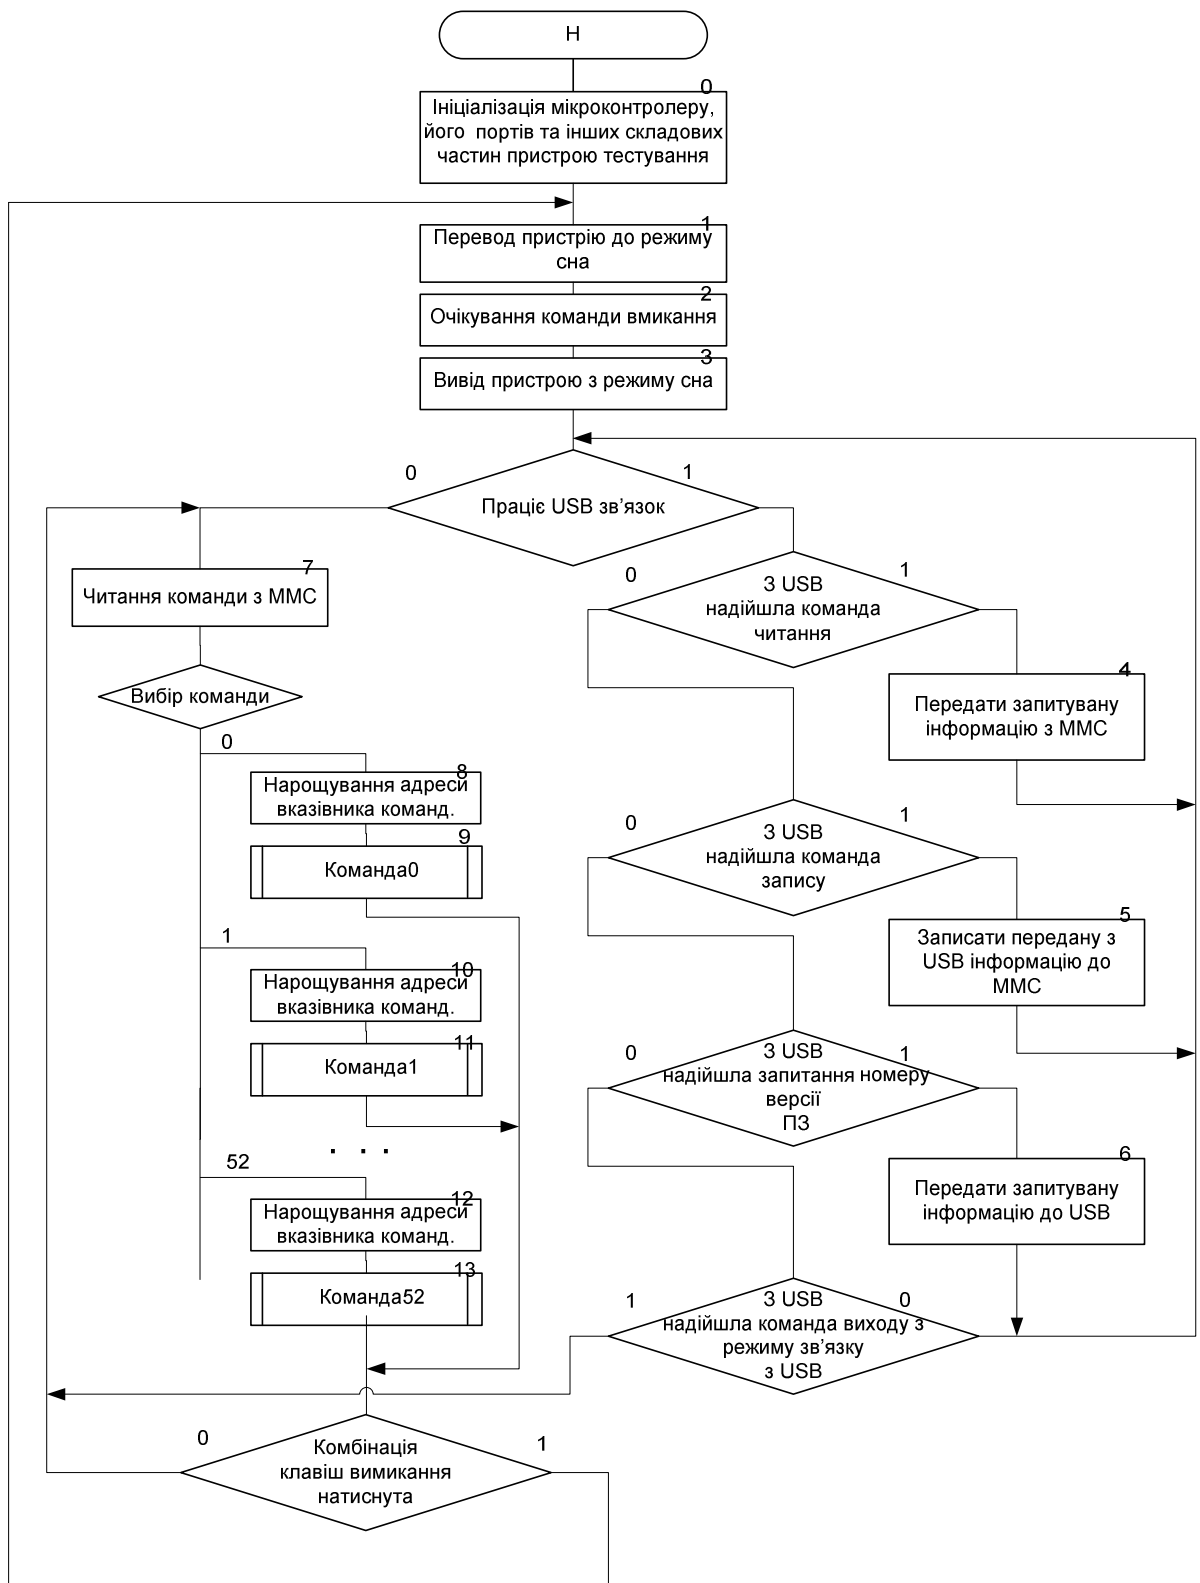 Н
0
Ініціалізація мікроконтролеру,
його портів та інших складових
частин пристрою тестування
1
Перевод пристрію до режиму
сна
2
Очікування команди вмикання
3
Вивід пристрою з режиму сна
0
1
Праціє USB зв’язок
7
Читання команди з ММС
0
1
З USB
надійшла команда
читання
Вибір команди
4
Передати запитувану
інформацію з ММС
0
8
Нарощування адреси
вказівника команд.
9
Команда0
0
1
З USB
надійшла команда
запису
1
10
Нарощування адреси
вказівника команд.
11
Команда1
5
Записати передану з
USB інформацію до
ММС
. . .
0
1
З USB
надійшла запитання номеру
версії
ПЗ
52
12
Нарощування адреси
вказівника команд.
13
Команда52
6
Передати запитувану
інформацію до USB
1
0
З USB
надійшла команда виходу з
режиму зв’язку
з USB
0
1
Комбінація
клавіш вимикання
натиснута